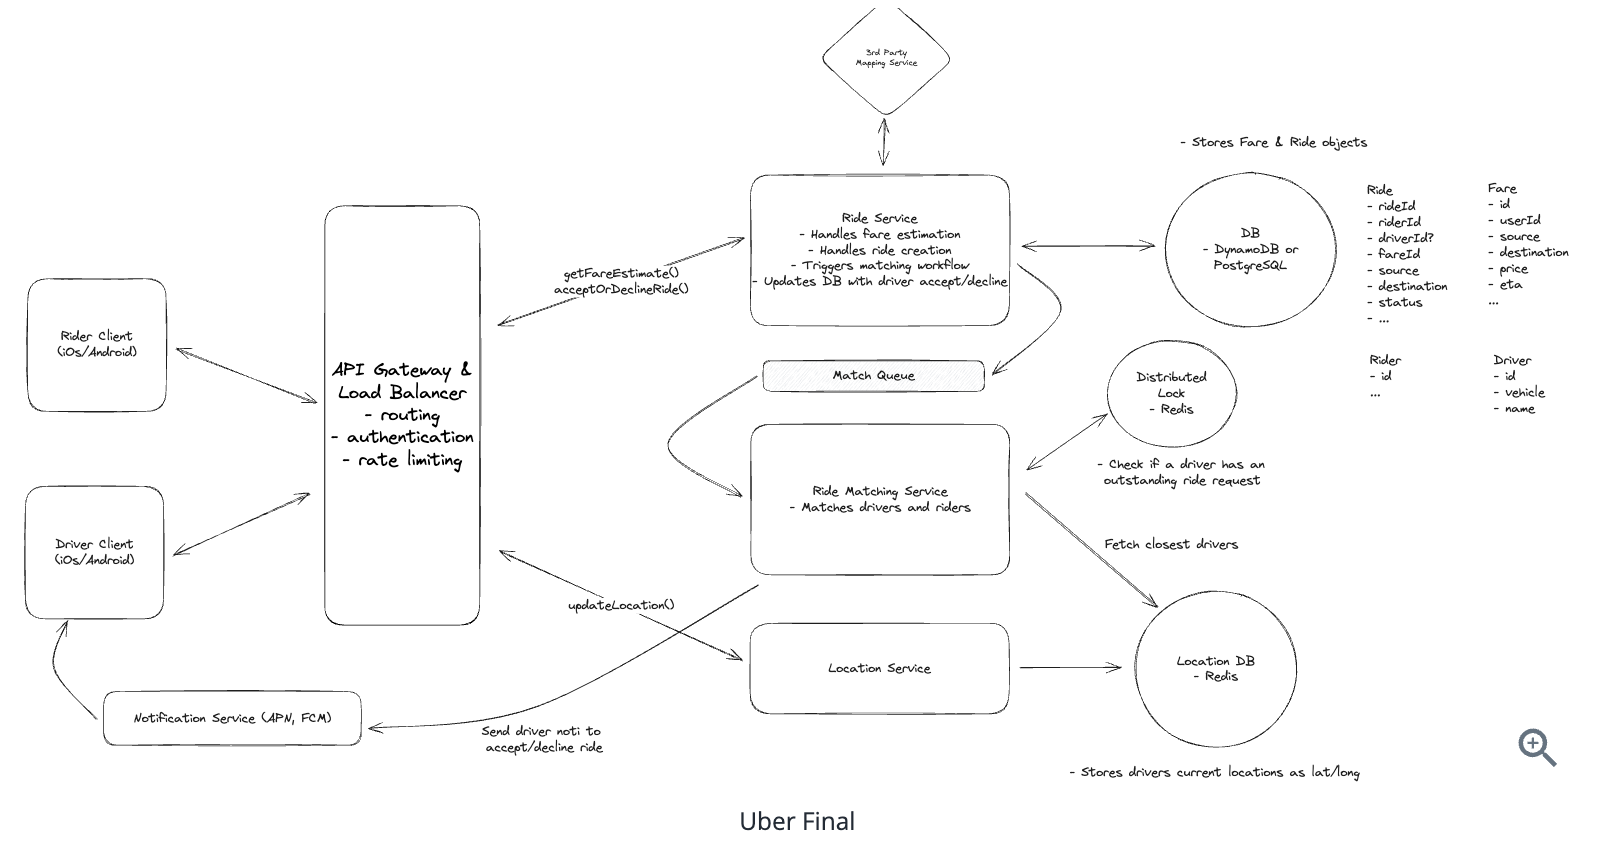 3rd Party
Mapping Service
- Stores Fare & Ride objects
Ride Service
- Handles fare estimation
- Handles ride creation
- Triggers matching workflow
- Updates DB with driver accept/decline
DB
- DynamoDB or
PostgreSQL
Ride
- rideId
- riderId
- driverId?
- fareId
- source
- destination
- status
- ...
Fare
- id
- userId
- source
- destination
- price
- eta
...
getFareEstimate()
acceptOrDeclineRide()
Rider Client
(iOs/Android)
API Gateway &
Load Balancer
- routing
- authentication
- rate limiting
Match Queue
Distributed
Lock
- Redis
Rider
- id
...
Driver
- id
- vehicle
- name
- Check if a driver has an
outstanding ride request
Ride Matching Service
- Matches drivers and riders
Driver Client
(iOs/Android)
Fetch closest drivers
updateLocation()
Location Service
Location DB
- Redis
Notification Service (APN, FCM)
Send driver noti to
accept/decline ride
- Stores drivers current locations as lat/long
Uber Final